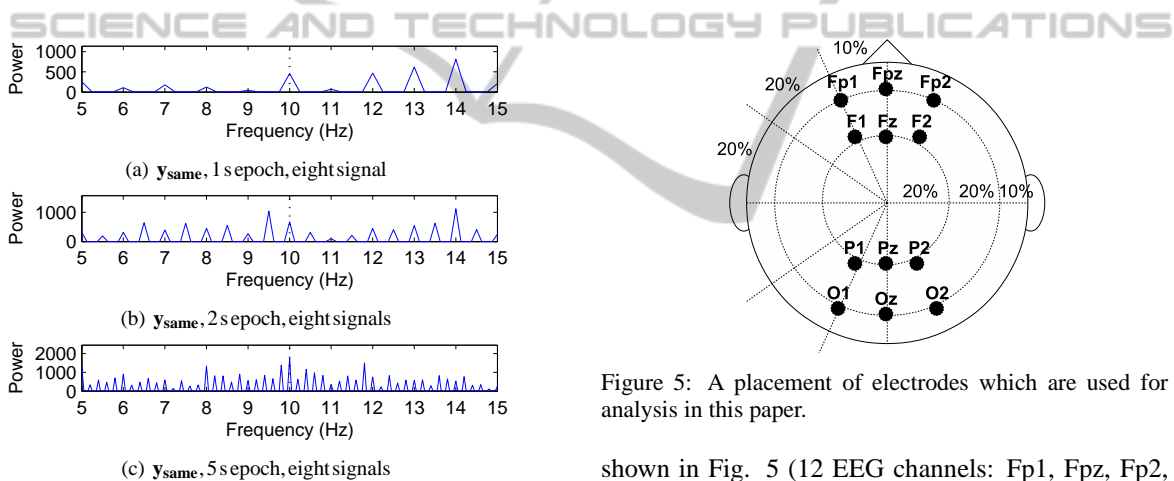 SCIENCE AND TECHNOLOGY PUBLICATIONS
Power
1000
500
0
5 6 7 8 9 10 11 12 13 14 15
Frequency (Hz)
(a) ysame, 1 s epoch, eight signal
Power
1000
0
5 6 7 8 9 10 11 12 13 14 15
Frequency (Hz)
(b) ysame, 2 s epoch, eight signals
Power
2000
1000
0
5 6 7 8 9 10 11 12 13 14 15
Frequency (Hz)
(c) ysame, 5 s epoch, eight signals
10%
20%
Fp1 Fpz Fp2
F1 Fz F2
20%
20% 20% 10%
P1 Pz P2
O1 Oz O2
Figure 5: A placement of electrodes which are used for
analysis in this paper.
shown in Fig. 5 (12 EEG channels: Fp1, Fpz, Fp2,